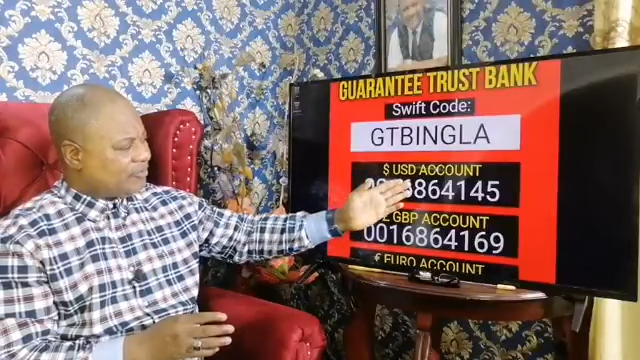 GUARANTEE TRUST BANK
Swift Code:
GTBINGLA
$ USD ACCOUNT
GBP ACCOUNT
0016864169
€ EURO ACCOUNT